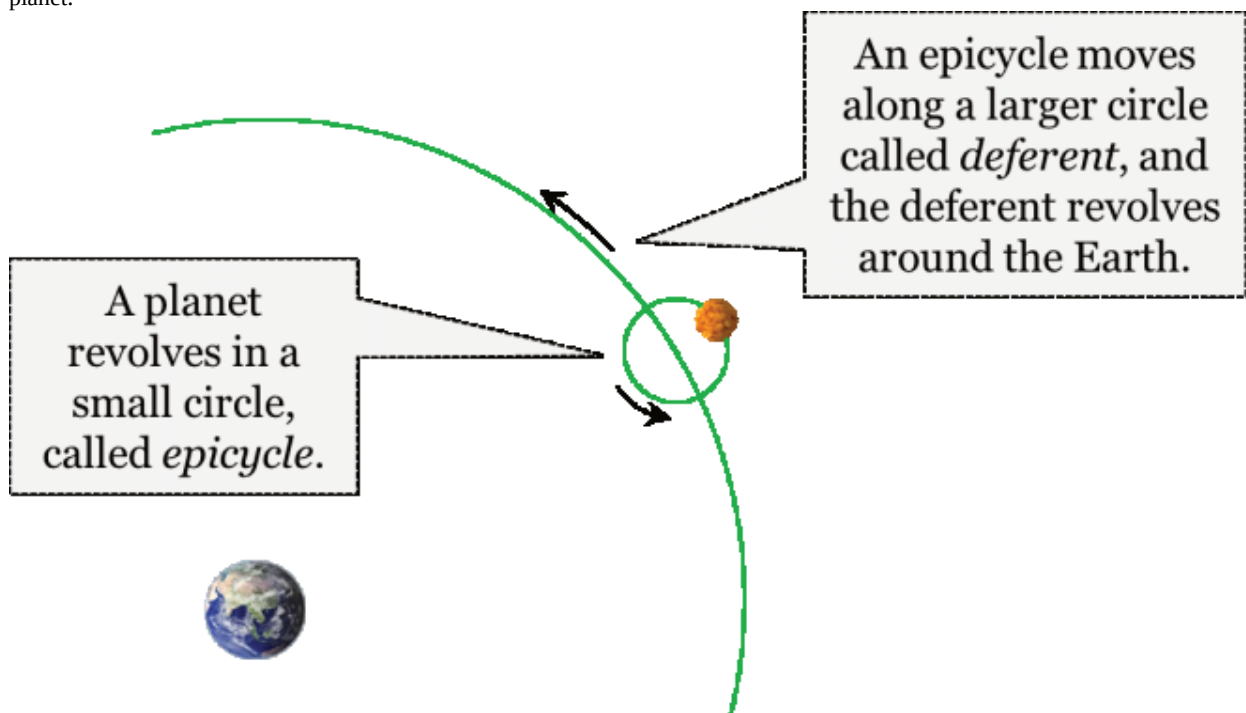 planet.
An epicycle moves
along a larger circle
called deferent, and
the deferent revolves
around the Earth.
A planet
revolves in a
small circle,
called epicycle.